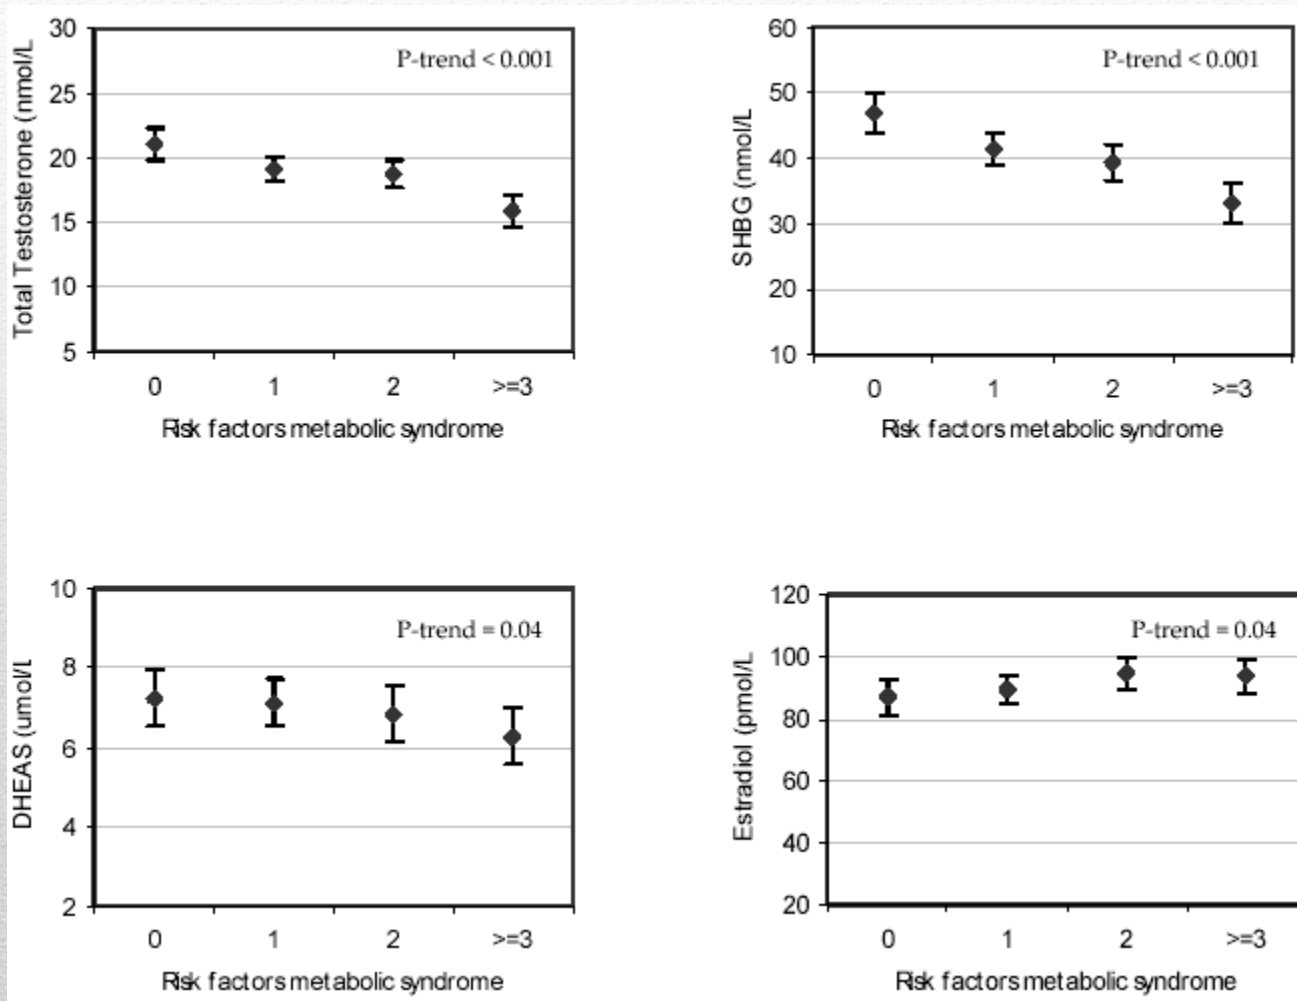 Total Testosterone (nmol/L
30
25
20
15
10
5
P-trend < 0.001
0 1 2 >=3
Risk factors metabolic syndrome
SHBG (nmol/L
60
50
40
30
20
10
P-trend < 0.001
0 1 2 >=3
Risk factors metabolic syndrome
DHEAS (umol/L
10
8
6
4
2
P-trend = 0.04
0 1 2 >=3
Risk factors metabolic syndrome
Estradiol (pmol/L
120
100
80
60
40
20
P-trend = 0.04
0 1 2 >=3
Risk factors metabolic syndrome